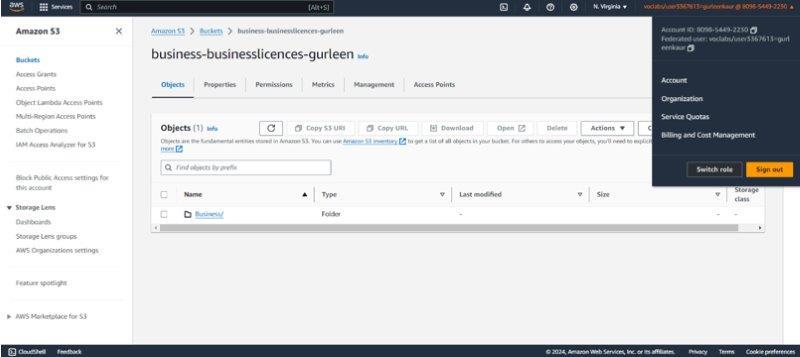 aws
Services
Search
[Alt+S]
N. Virginia
voclabs/user3367613=gurleenkaur @ 8098-5449-2230
Account ID: 8098-5449-2230
Federated user: voclabs/user3367613=gurl
eenkaur
Account
Organization
Service Quotas
Billing and Cost Management
Switch role
Sign out
Amazon S3
Buckets
Access Grants
Access Points
Object Lambda Access Points
Multi-Region Access Points
Batch Operations
IAM Access Analyzer for S3
Block Public Access settings for
this account
Storage Lens
Dashboards
Storage Lens groups
AWS Organizations settings
Feature spotlight
AWS Marketplace for S3
Amazon S3 > Buckets > business-businesslicences-gurleen
business-businesslicences-gurleen Info
Objects Properties Permissions Metrics Management Access Points
Objects (1) Info
Copy S3 URI Copy URL Download Open Delete Actions C
Objects are the fundamental entities stored in Amazon S3. You can use Amazon S3 inventory to get a list of all objects in your bucket. For others to access your objects, you'll need to explicit
more
Find objects by prefix
Name Type Last modified Size Storage
class
Business/ Folder - - -
CloudShell Feedback © 2024, Amazon Web Services, Inc. or its affiliates. Privacy Terms Cookie preferences